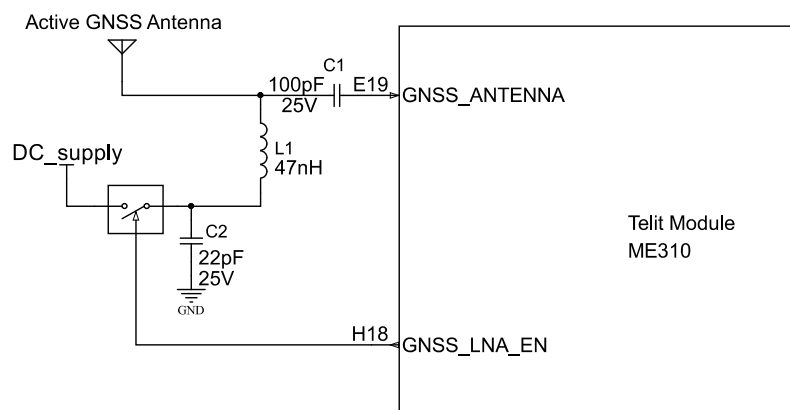 Active GNSS Antenna
C1
100pF
25V
E19
GNSS_ANTENNA
L1
47nH
DC_supply
C2
22pF
25V
GND
Telit Module
ME310
H18
GNSS_LNA_EN